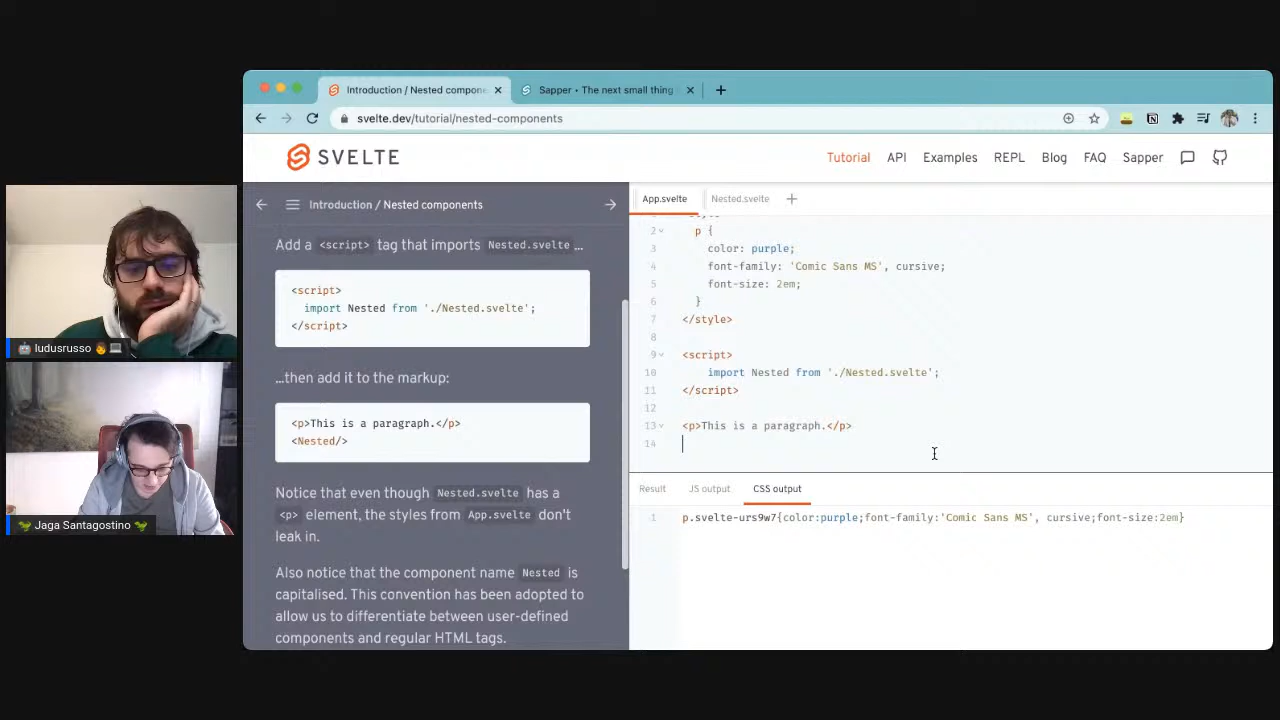 Introduction / Nested compone
Sapper • The next small thing
svelte.dev/tutorial/nested-components
SVELTE
Tutorial API Examples REPL Blog FAQ Sapper
Introduction / Nested components
Add a <script> tag that imports Nested.svelte ...
<script>
import Nested from './Nested.svelte';
</script>
...then add it to the markup:
<p>This is a paragraph.</p>
<Nested/>
Notice that even though Nested.svelte has a
<p> element, the styles from App.svelte don't
leak in.
Also notice that the component name Nested is
capitalised. This convention has been adopted to
allow us to differentiate between user-defined
components and regular HTML tags.
App.svelte Nested.svelte
2 p {
3 color: purple;
4 font-family: 'Comic Sans MS', cursive;
5 font-size: 2em;
6 }
7 </style>
8
9 <script>
10 import Nested from './Nested.svelte';
11 </script>
12
13 <p>This is a paragraph.</p>
14
Result JS output CSS output
1 p.svelte-urs9w7{color:purple;font-family:'Comic Sans MS', cursive;font-size:2em}
ludusrusso
Jaga Santagostino